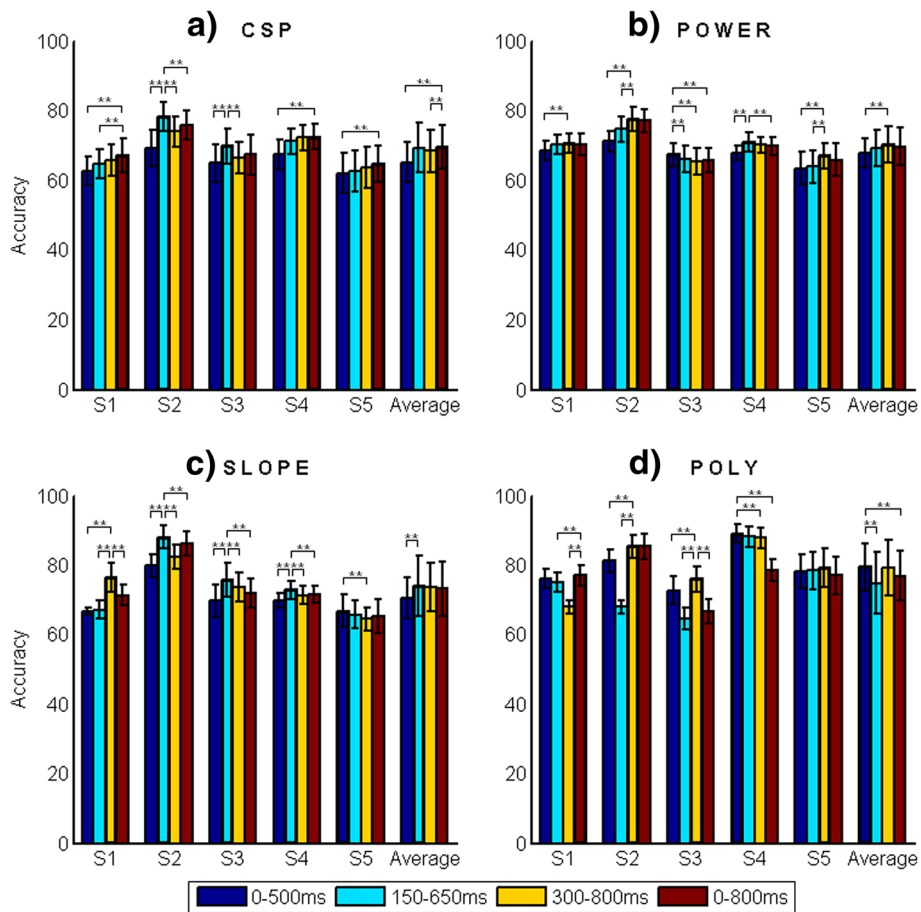 a) CSP
b) POWER
100
80
60
40
20
0
Accuracy
** ** ** ** ** ** ** ** ** ** ** **
S1 S2 S3 S4 S5 Average
100
80
60
40
20
0
** ** ** ** ** ** ** ** ** ** **
S1 S2 S3 S4 S5 Average
c) SLOPE
d) POLY
100
80
60
40
20
0
Accuracy
** ** ** ** ** ** ** ** ** ** ** ** ** ** **
S1 S2 S3 S4 S5 Average
100
80
60
40
20
0
** ** ** ** ** ** ** ** ** ** **
S1 S2 S3 S4 S5 Average
0-500ms 150-650ms 300-800ms 0-800ms